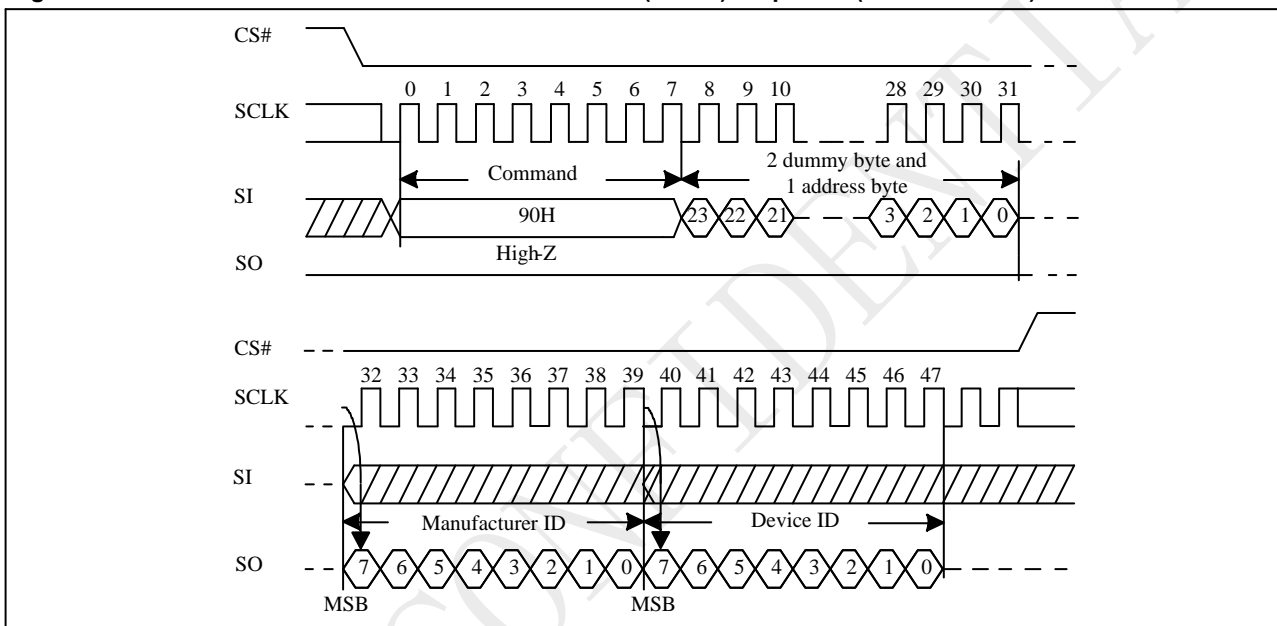 CS#
0 1 2 3 4 5 6 7 8 9 10 28 29 30 31
SCLK
Command
2 dummy byte and
1 address byte
SI
90H
23 22 21 3 2 1 0
High-Z
SO
CS#
32 33 34 35 36 37 38 39 40 41 42 43 44 45 46 47
SCLK
SI
Manufacturer ID
Device ID
SO
7 6 5 4 3 2 1 0 7 6 5 4 3 2 1 0
MSB
MSB